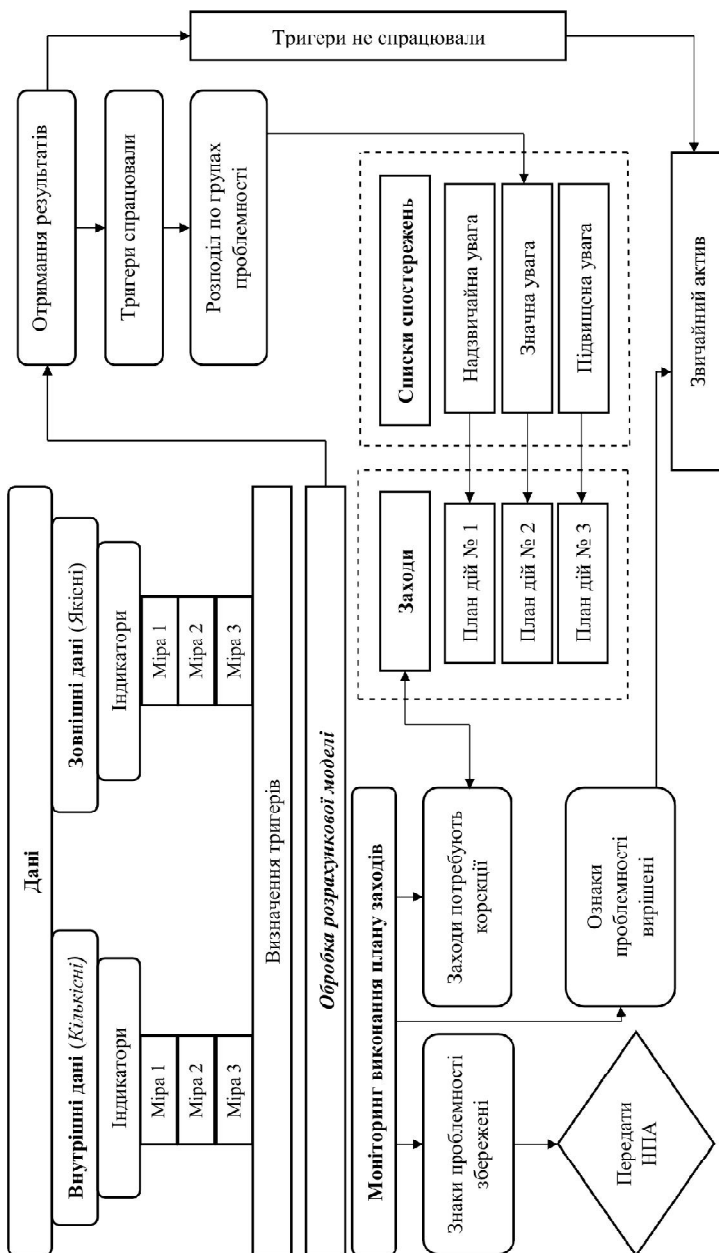 Дані
Внутрішні дані (Кількісні)
Індикатори
Міра 1
Міра 2
Міра 3
Зовнішні дані (Якісні)
Індикатори
Міра 1
Міра 2
Міра 3
Визначення тригерів
Обробка розрахункової моделі
Отримання результатів
Тригери спрацювали
Розподіл по групах
проблемності
Тригери не спрацювали
Моніторинг виконання плану заходів
Знаки проблемності
збережені
Заходи потребують
корекції
Ознаки
проблемності
вирішені
Передати
НПА
Заходи
План дій № 1
План дій № 2
План дій № 3
Списки спостережень
Надзвичайна увага
Значна увага
Підвищена увага
Звичайний актив